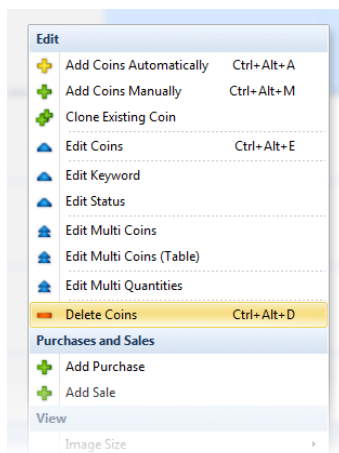 Edit
Add Coins Automatically Ctrl+Alt+A
Add Coins Manually Ctrl+Alt+M
Clone Existing Coin
Edit Coins Ctrl+Alt+E
Edit Keyword
Edit Status
Edit Multi Coins
Edit Multi Coins (Table)
Edit Multi Quantities
Delete Coins Ctrl+Alt+D
Purchases and Sales
Add Purchase
Add Sale
View
Image Size